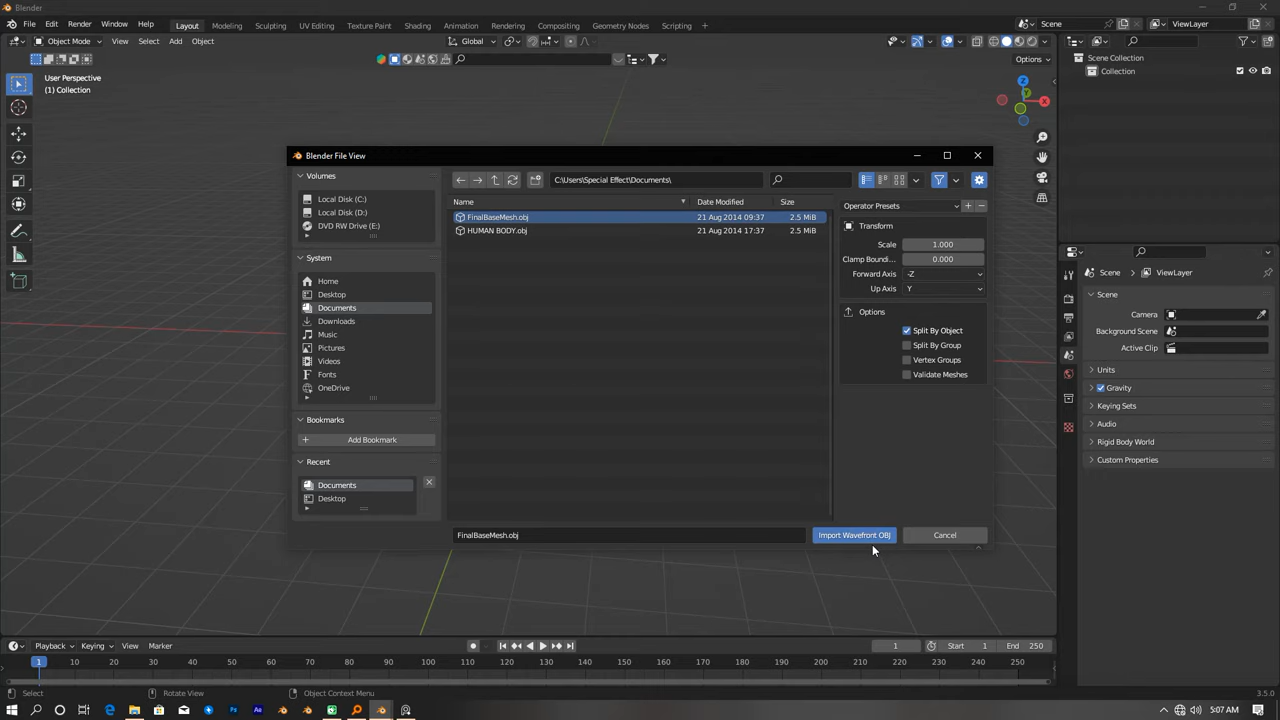 Blender
File Edit Render Window Help Layout Modeling Sculpting UV Editing Texture Paint Shading Animation Rendering Compositing Geometry Nodes Scripting + Scene ViewLayer
Object Mode View Select Add Object Global
Options
User Perspective
(1) Collection
Scene Collection
Collection
Z
Y
X
Blender File View
Volumes
Local Disk (C:)
Local Disk (D:)
DVD RW Drive (E:)
System
Home
Desktop
Documents
Downloads
Music
Pictures
Videos
Fonts
OneDrive
Bookmarks
Add Bookmark
Recent
Documents
Desktop
C:\Users\Special Effect\Documents\
Name Date Modified Size
FinalBaseMesh.obj 21 Aug 2014 09:37 2.5 MiB
HUMAN BODY.obj 21 Aug 2014 17:37 2.5 MiB
FinalBaseMesh.obj Import Wavefront OBJ Cancel
Operator Presets
Transform
Scale 1.000
Clamp Boundi... 0.000
Forward Axis -Z
Up Axis Y
Options
Split By Object
Split By Group
Vertex Groups
Validate Meshes
Scene ViewLayer
Scene
Camera
Background Scene
Active Clip
Units
Gravity
Keying Sets
Audio
Rigid Body World
Custom Properties
Playback Keying View Marker 1 Start 1 End 250
1 10 20 30 40 50 60 70 80 90 100 110 120 130 140 150 160 170 180 190 200 210 220 230 240 250
Select Rotate View Object Context Menu 3.5.0
5:07 AM